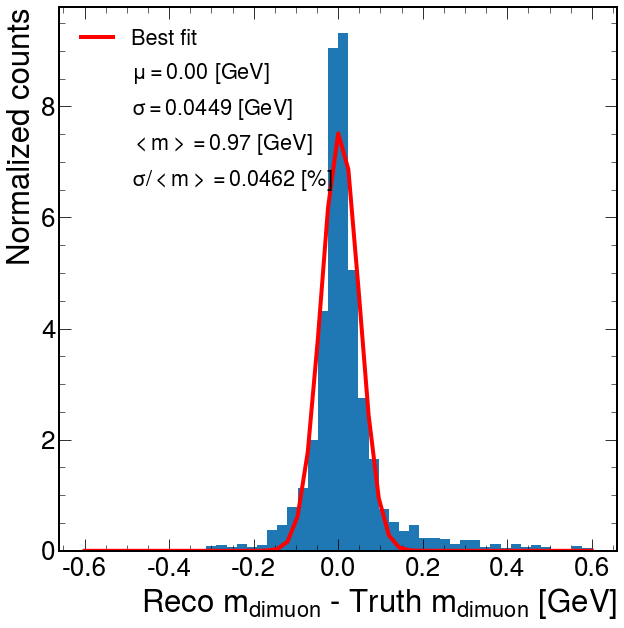 Normalized counts
Best fit
μ = 0.00 [GeV]
σ = 0.0449 [GeV]
< m > = 0.97 [GeV]
σ/< m > = 0.0462 [%]
8
6
4
2
0
-0.6 -0.4 -0.2 0.0 0.2 0.4 0.6
Reco m_dimuon - Truth m_dimuon [GeV]